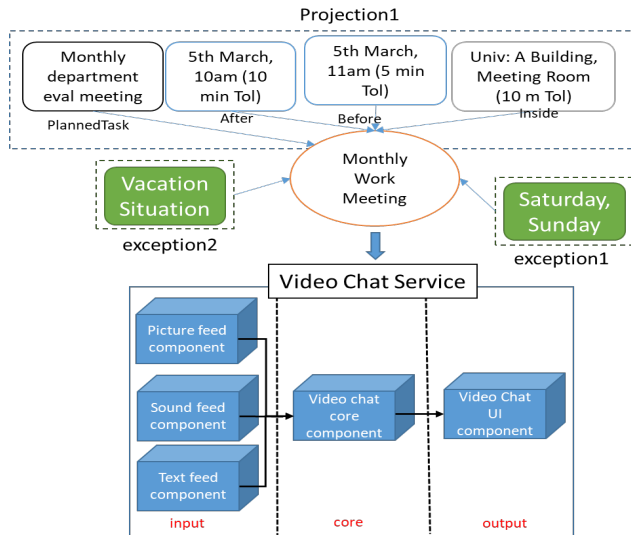 Projection1
Monthly
department
eval meeting
5th March,
10am (10
min Tol)
5th March,
11am (5 min
Tol)
Univ: A Building,
Meeting Room
(10 m Tol)
PlannedTask
After
Before
Inside
Monthly
Work
Meeting
Vacation
Situation
exception2
Saturday,
Sunday
exception1
Video Chat Service
Picture feed
component
Sound feed
component
Text feed
component
Video chat
core
component
Video Chat
UI
component
input
core
output